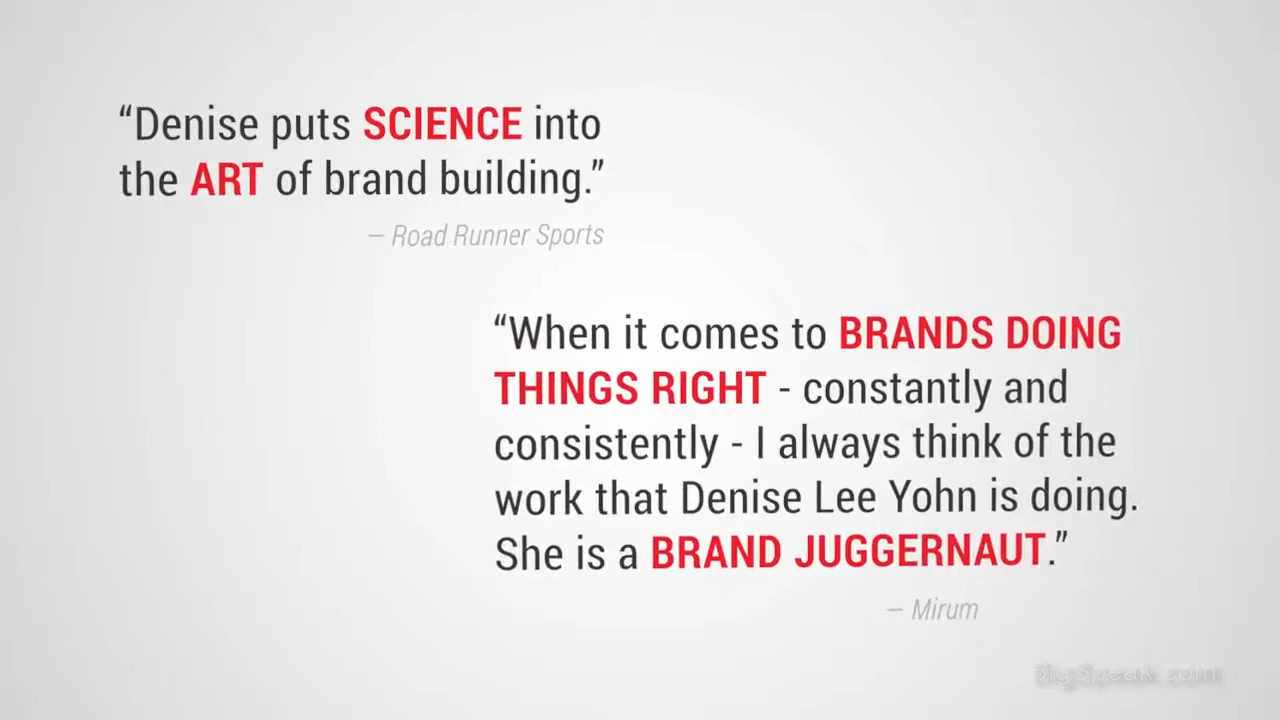 “Denise puts SCIENCE into
the ART of brand building.”
– Road Runner Sports
“When it comes to BRANDS DOING
THINGS RIGHT - constantly and
consistently - I always think of the
work that Denise Lee Yohn is doing.
She is a BRAND JUGGERNAUT.”
– Mirum
BigSpeak.com